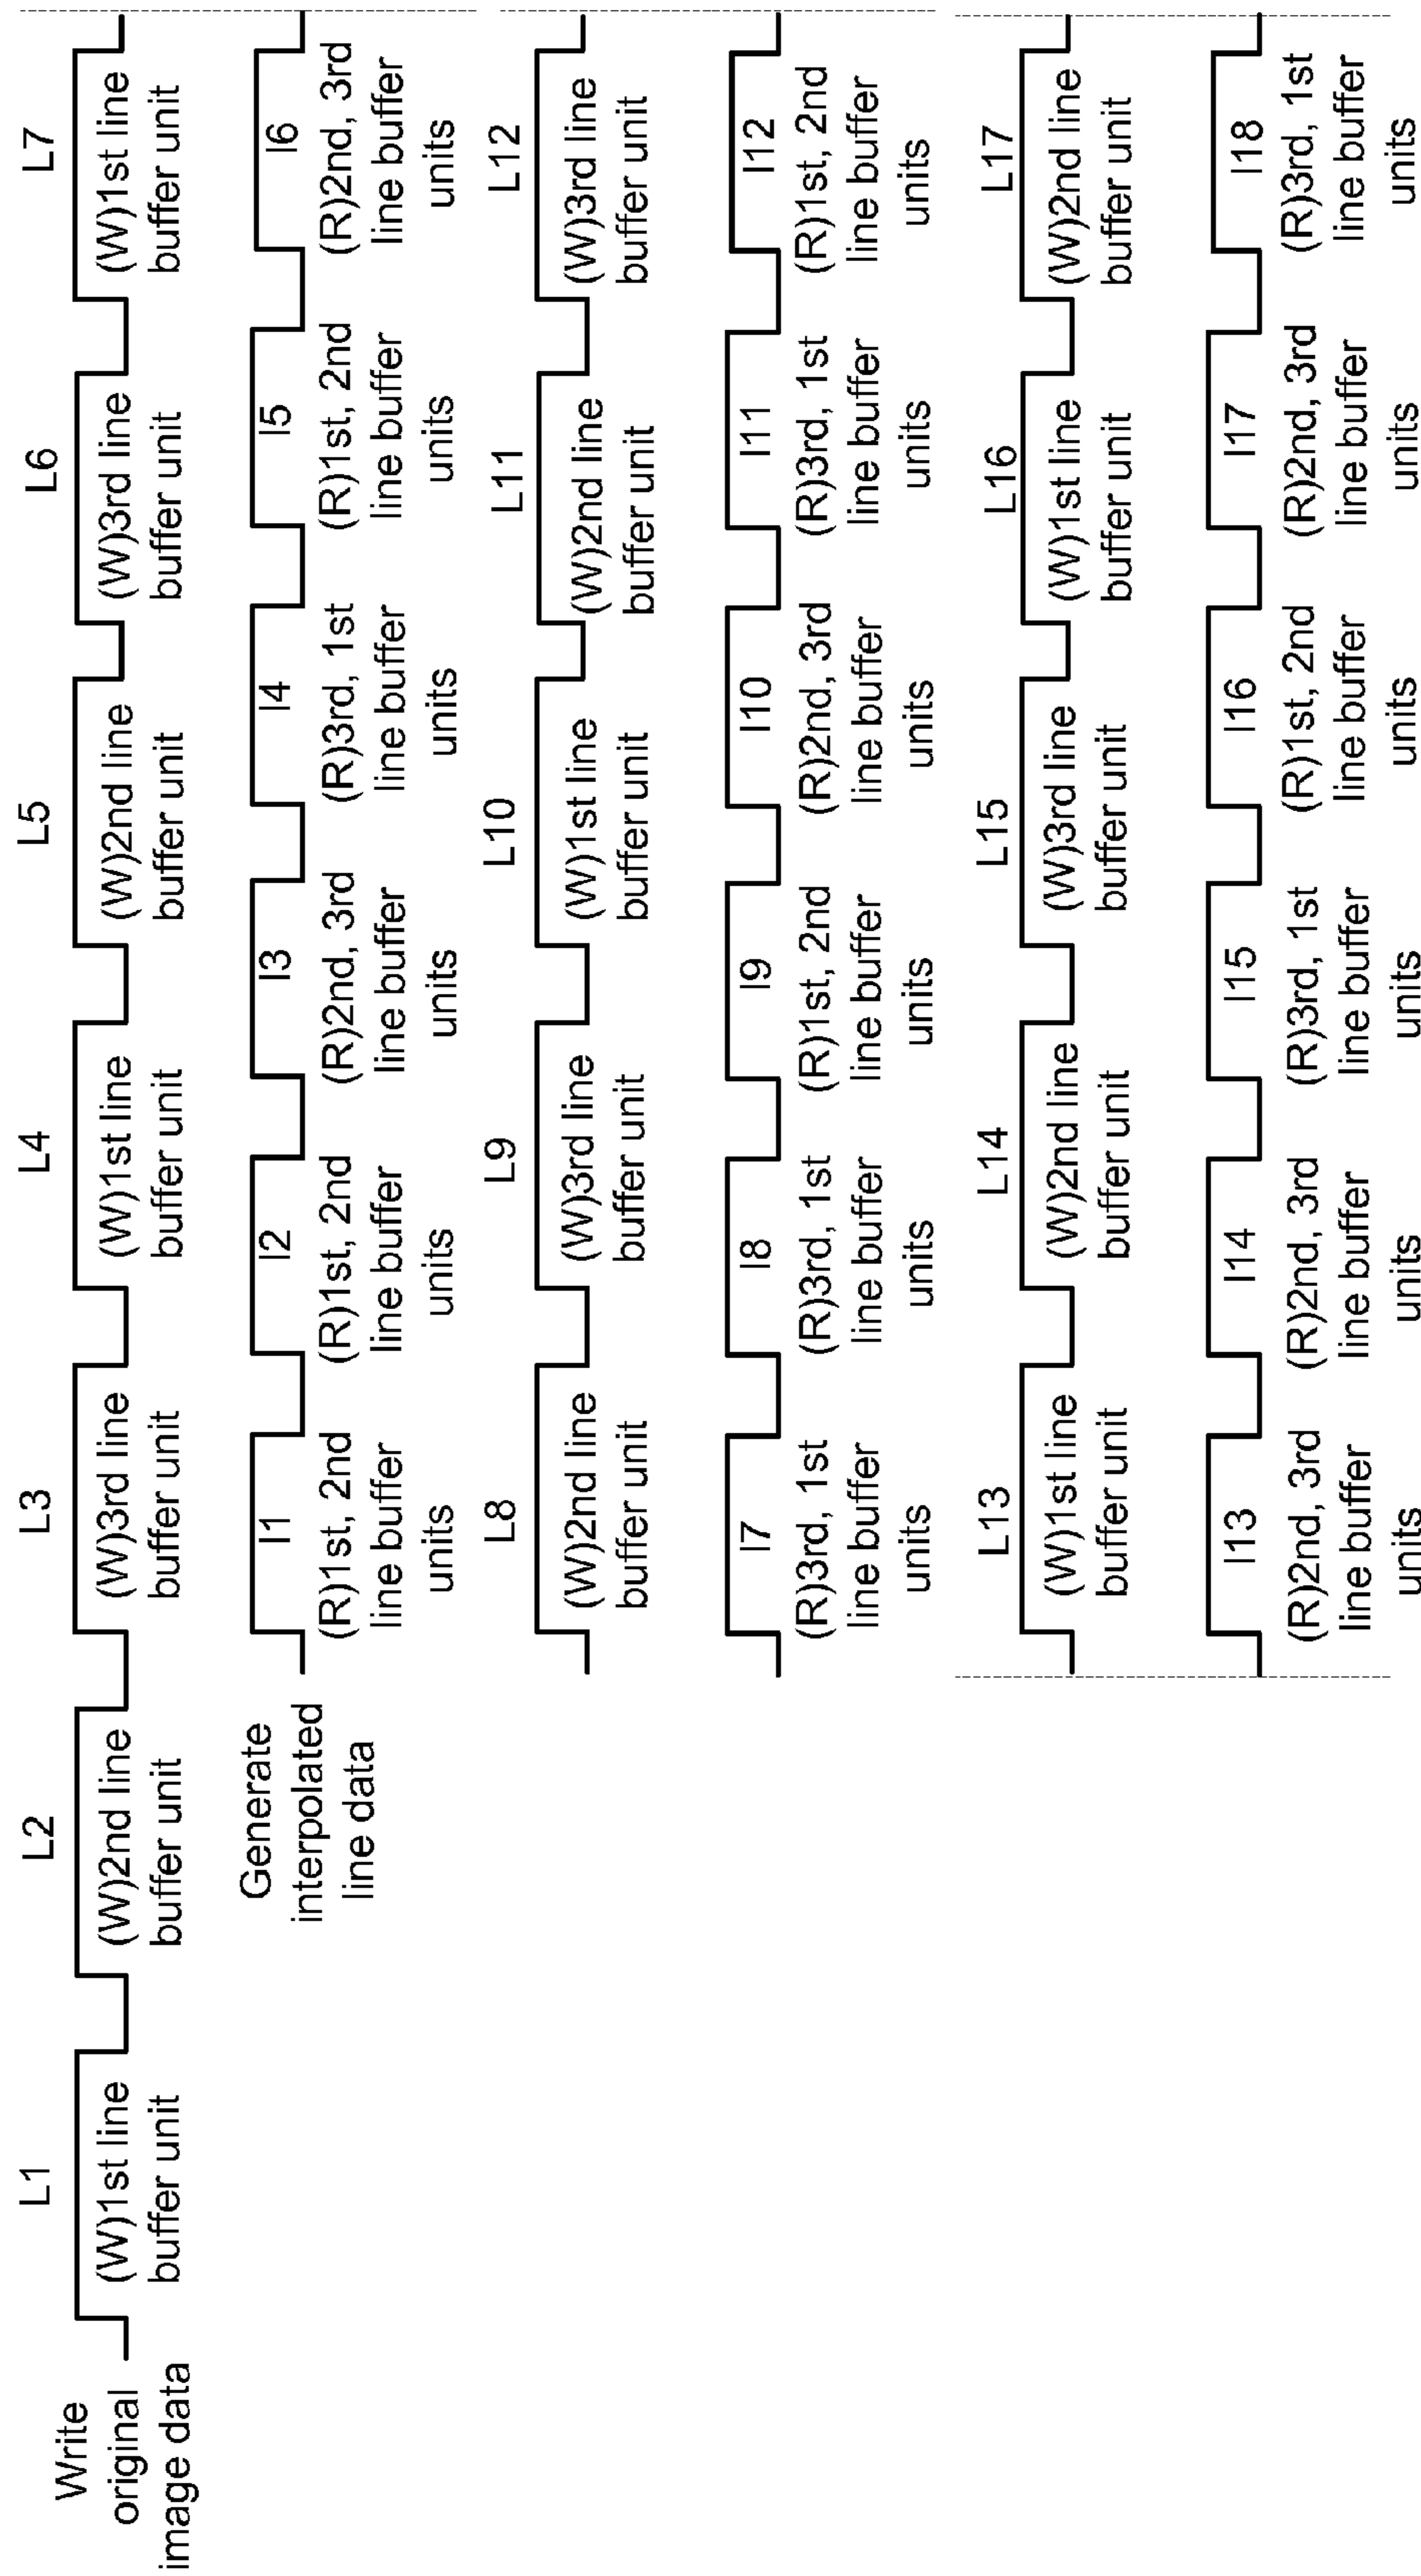 Write
original
image data
L1
(W)1st line
buffer unit
L2
(W)2nd line
buffer unit
L3
(W)3rd line
buffer unit
L4
(W)1st line
buffer unit
L5
(W)2nd line
buffer unit
L6
(W)3rd line
buffer unit
L7
(W)1st line
buffer unit
Generate
interpolated
line data
I1
(R)1st, 2nd
line buffer
units
I2
(R)1st, 2nd
line buffer
units
I3
(R)2nd, 3rd
line buffer
units
I4
(R)3rd, 1st
line buffer
units
I5
(R)1st, 2nd
line buffer
units
I6
(R)2nd, 3rd
line buffer
units
L8
(W)2nd line
buffer unit
L9
(W)3rd line
buffer unit
L10
(W)1st line
buffer unit
L11
(W)2nd line
buffer unit
L12
(W)3rd line
buffer unit
I7
(R)3rd, 1st
line buffer
units
I8
(R)3rd, 1st
line buffer
units
I9
(R)1st, 2nd
line buffer
units
I10
(R)2nd, 3rd
line buffer
units
I11
(R)3rd, 1st
line buffer
units
I12
(R)1st, 2nd
line buffer
units
L13
(W)1st line
buffer unit
L14
(W)2nd line
buffer unit
L15
(W)3rd line
buffer unit
L16
(W)1st line
buffer unit
L17
(W)2nd line
buffer unit
I13
(R)2nd, 3rd
line buffer
units
I14
(R)2nd, 3rd
line buffer
units
I15
(R)3rd, 1st
line buffer
units
I16
(R)1st, 2nd
line buffer
units
I17
(R)2nd, 3rd
line buffer
units
I18
(R)3rd, 1st
line buffer
units